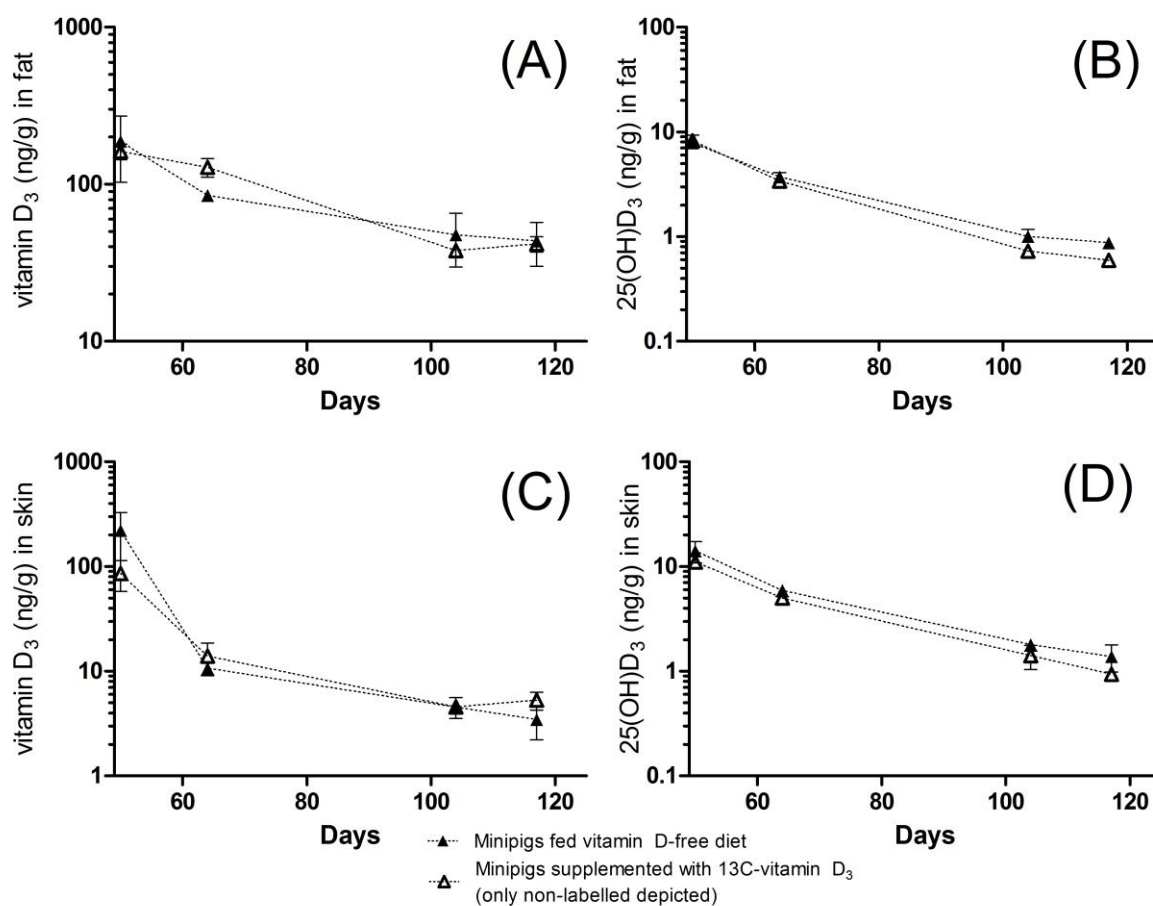 (A)
vitamin D₃ (ng/g) in fat
1000
100
10
60 80 100 120
Days
(B)
25(OH)D₃ (ng/g) in fat
100
10
1
0.1
60 80 100 120
Days
(C)
vitamin D₃ (ng/g) in skin
1000
100
10
1
60 80 100 120
Days
(D)
25(OH)D₃ (ng/g) in skin
100
10
1
0.1
60 80 100 120
Days
Minipigs fed vitamin D-free diet
Minipigs supplemented with 13C-vitamin D₃
(only non-labelled depicted)